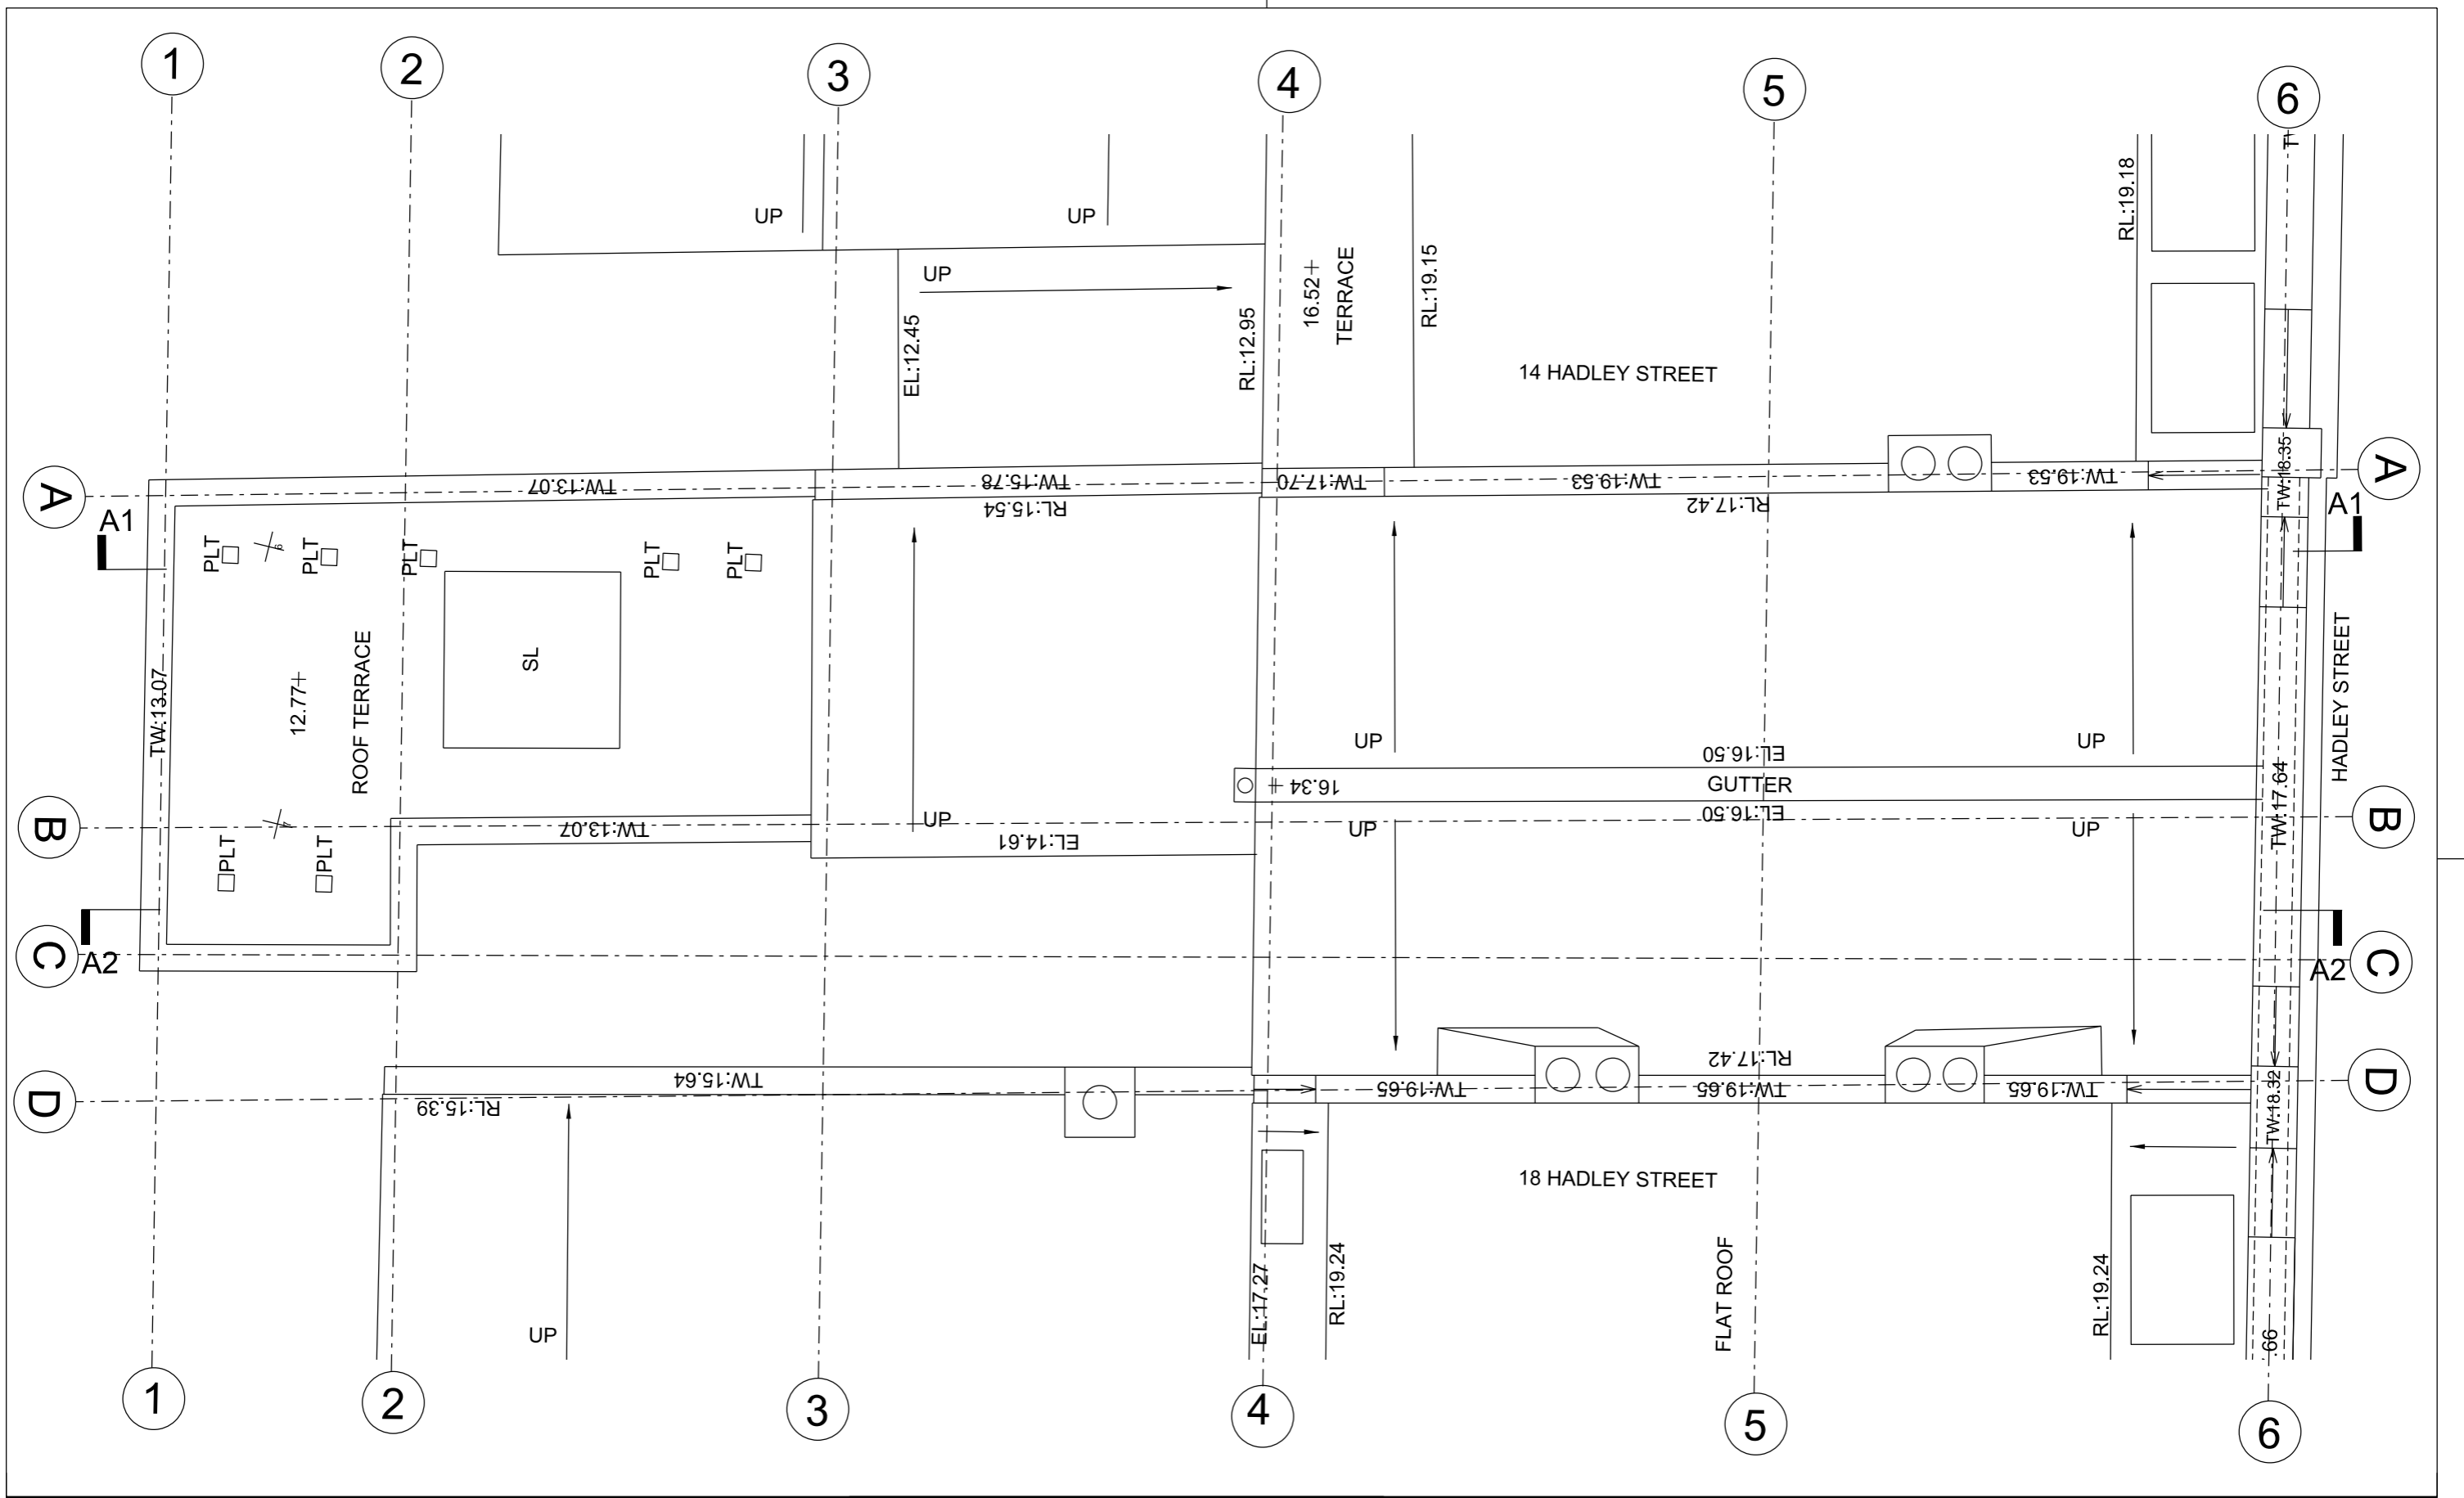 1
2
3
4
5
6
UP
UP
RL:19.18
UP
16.52+
TERRACE
RL:19.15
EL:12.45
RL:12.95
14 HADLEY STREET
A
TW:13.07
TW:15.78
RL:15.54
TW:17.70
TW:19.53
RL:17.42
TW:19.53
TW:18.35
A
A1
A1
PLT
PLT
PLT
PLT
PLT
SL
TW:13.07
12.77+
ROOF TERRACE
HADLEY STREET
UP
EL:16.50
UP
16.34
GUTTER
EL:16.50
TW:17.64
B
TW:13.07
UP
EL:14.61
UP
UP
B
PLT
PLT
C
A2
A2
C
D
TW:15.64
RL:15.39
RL:17.42
TW:19.65
TW:19.65
TW:19.65
TW:18.32
D
18 HADLEY STREET
EL:17.27
RL:19.24
FLAT ROOF
RL:19.24
UP
.66
1
2
3
4
5
6